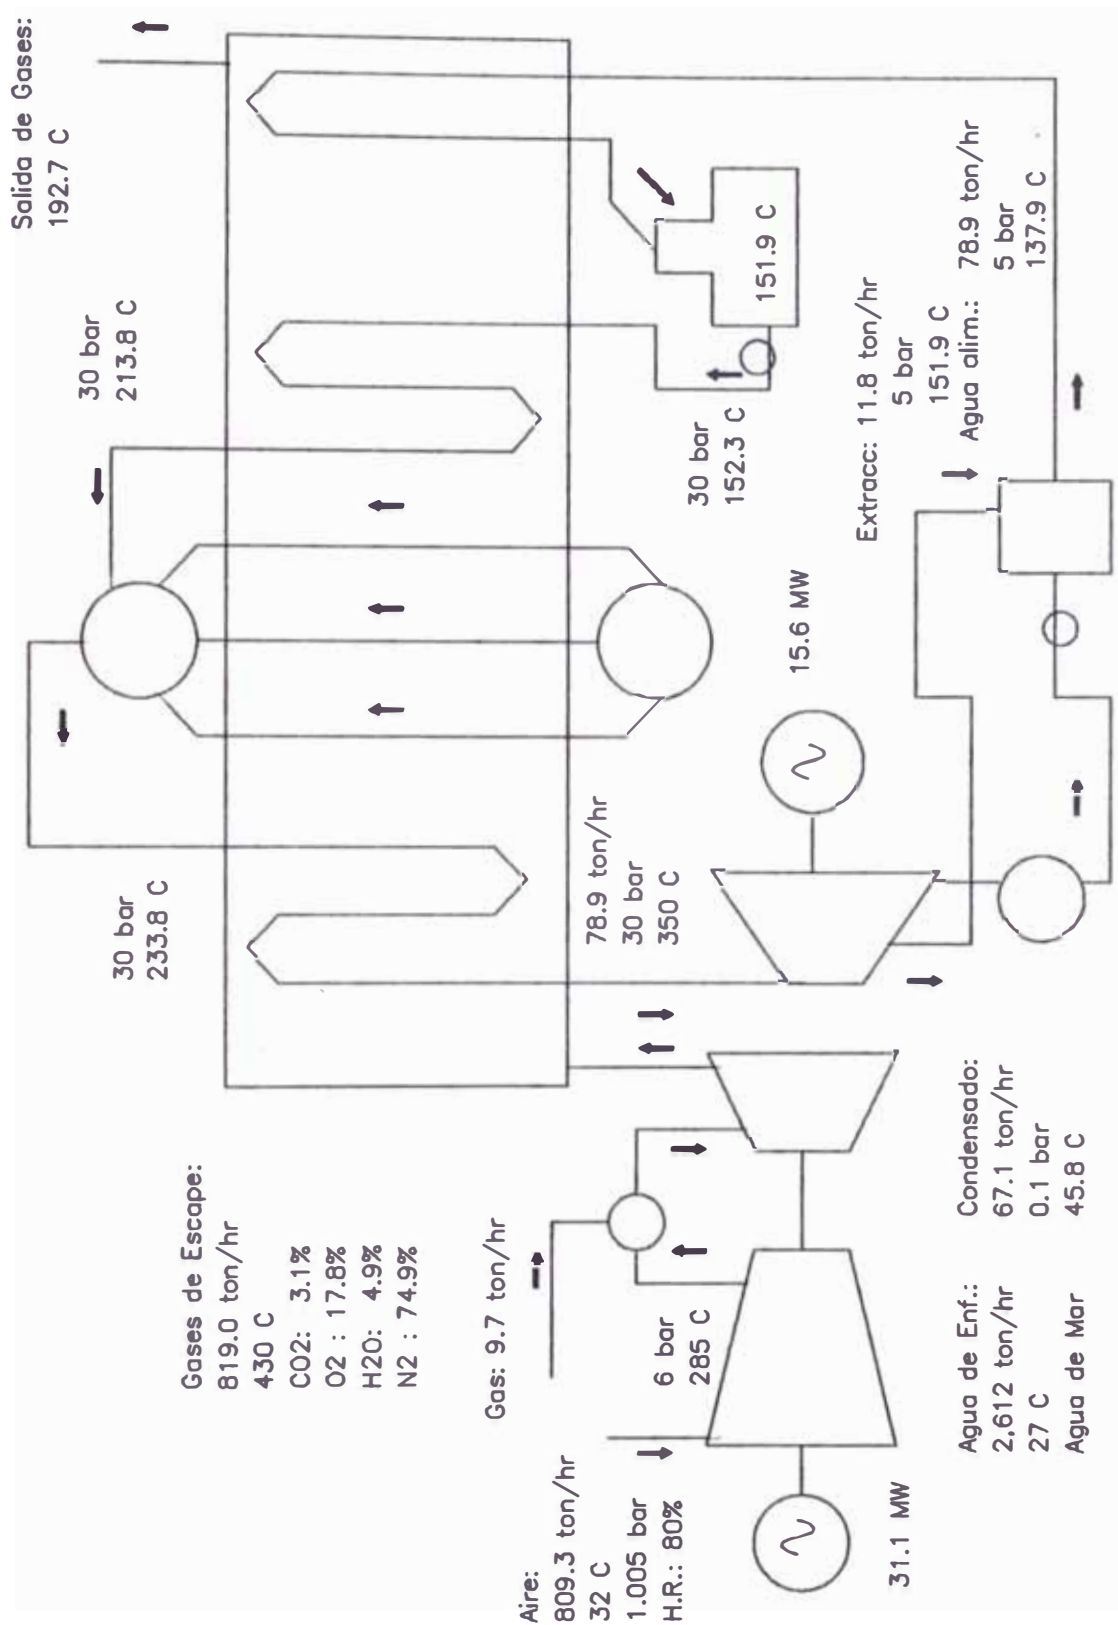 Salida de Gases:
192.7 C
30 bar
213.8 C
30 bar
233.8 C
151.9 C
30 bar
152.3 C
Extracc: 11.8 ton/hr
5 bar
151.9 C
Agua alim.: 78.9 ton/hr
5 bar
137.9 C
15.6 MW
78.9 ton/hr
30 bar
350 C
Gases de Escape:
819.0 ton/hr
430 C
CO2: 3.1%
O2 : 17.8%
H2O: 4.9%
N2 : 74.9%
Gas: 9.7 ton/hr
6 bar
285 C
Aire:
809.3 ton/hr
32 C
1.005 bar
H.R.: 80%
31.1 MW
Agua de Enf.:
2,612 ton/hr
27 C
Agua de Mar
Condensado:
67.1 ton/hr
0.1 bar
45.8 C